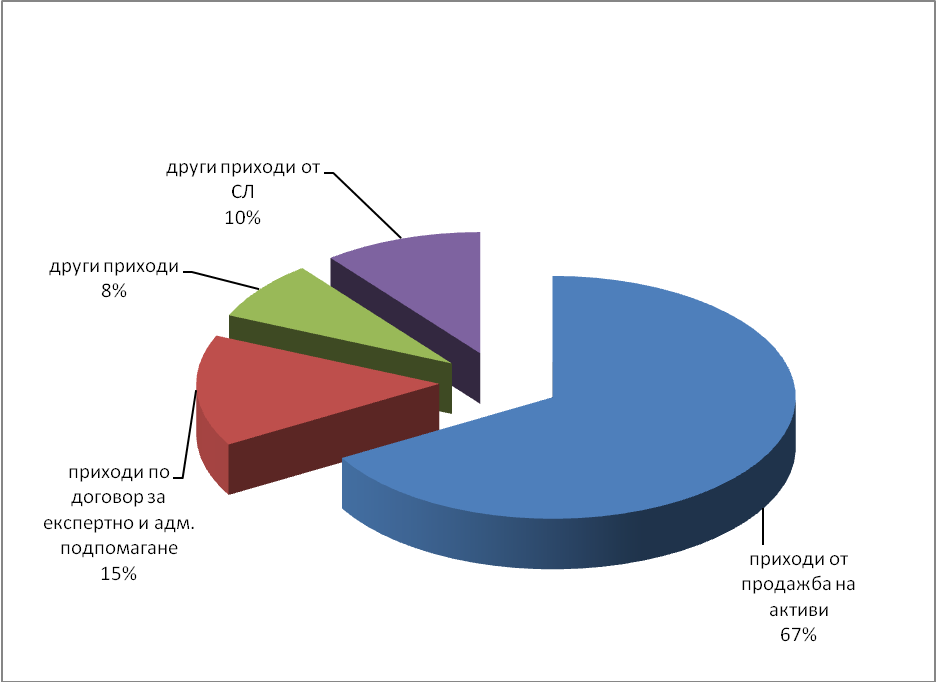 други приходи от
СЛ
10%
други приходи
8%
приходи по
договор за
експертно и адм.
подпомагане
15%
приходи от
продажба на
активи
67%